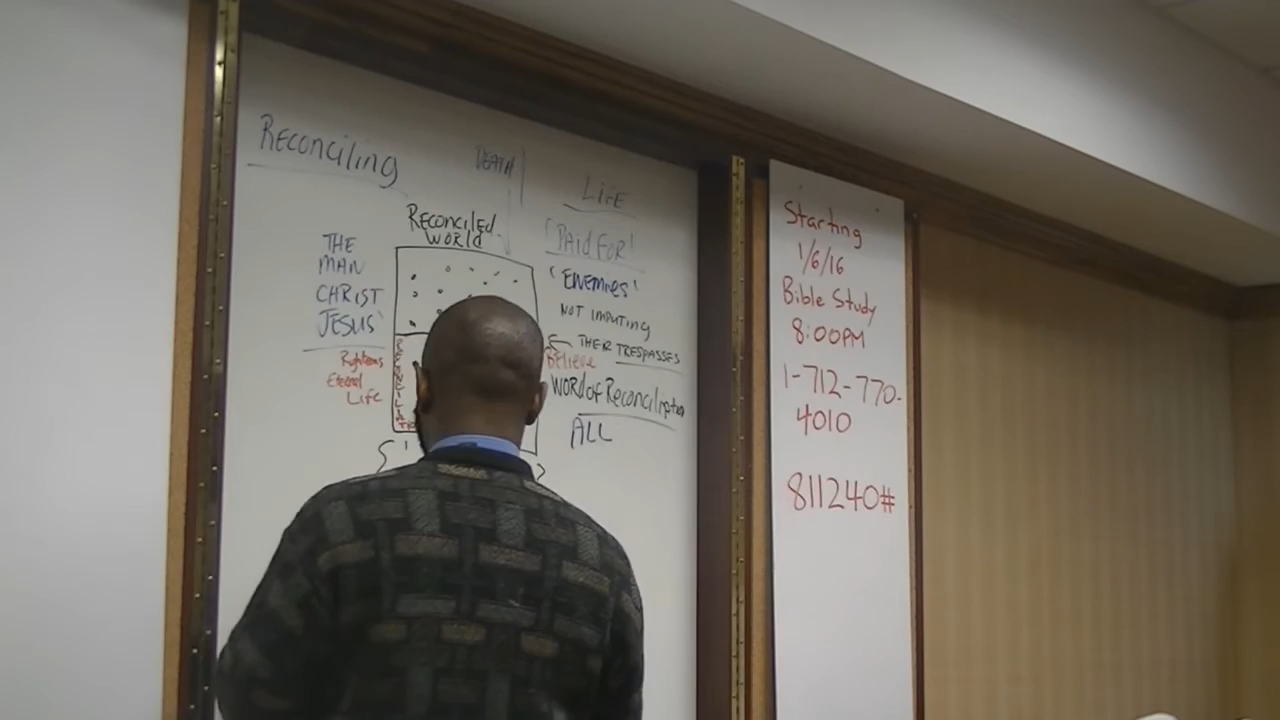 Reconciling
DEATH
LIFE
Reconciled
WORLD
"PAID FOR"
THE
MAN
CHRIST
JESUS
'ENEMIES'
NOT IMPUTING
THEIR TRESPASSES
Believe
Righteous
Eternal
Life
WORD of Reconciliation
ALL
Starting
1/6/16
Bible Study
8:00PM
1-712-770-
4010
811240#